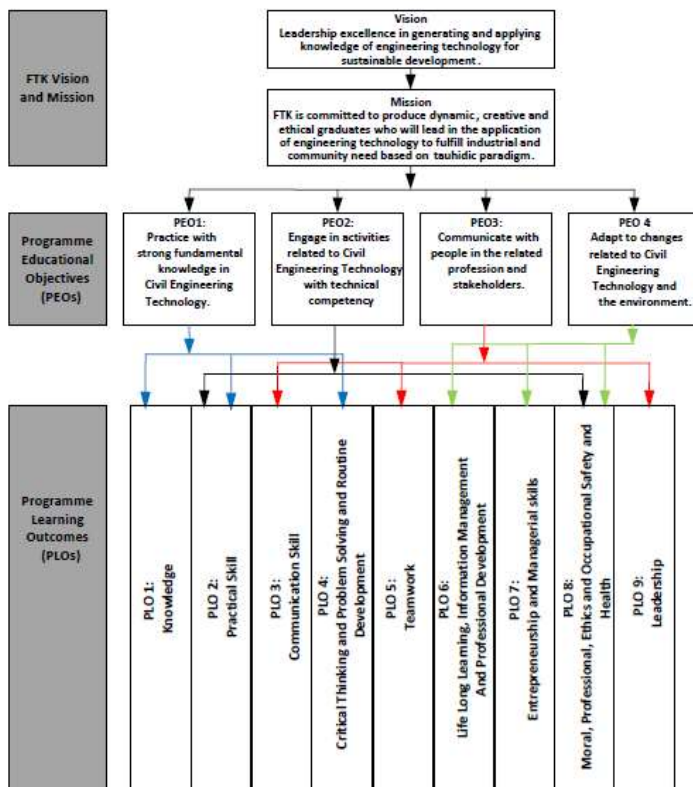 Vision
Leadership excellence in generating and applying
knowledge of engineering technology for
sustainable development.
FTK Vision
and Mission
Mission
FTK is committed to produce dynamic, creative and
ethical graduates who will lead in the application
of engineering technology to fulfill industrial and
community need based on tauhidic paradigm.
Programme
Educational
Objectives
(PEOs)
PEO1:
Practice with
strong fundamental
knowledge in
Civil Engineering
Technology.
PEO2:
Engage in activities
related to Civil
Engineering Technology
with technical
competency
PEO3:
Communicate with
people in the related
profession and
stakeholders.
PEO 4
Adapt to changes
related to Civil
Engineering
Technology and
the environment.
Programme
Learning
Outcomes
(PLOs)
PLO 1:
Knowledge
PLO 2:
Practical Skill
PLO 3:
Communication Skill
PLO 4:
Critical Thinking and Problem Solving and Routine
Development
PLO 5:
Teamwork
PLO 6:
Life Long Learning, Information Management
And Professional Development
PLO 7:
Entrepreneurship and Managerial skills
PLO 8:
Moral, Professional, Ethics and Occupational Safety and
Health
PLO 9:
Leadership